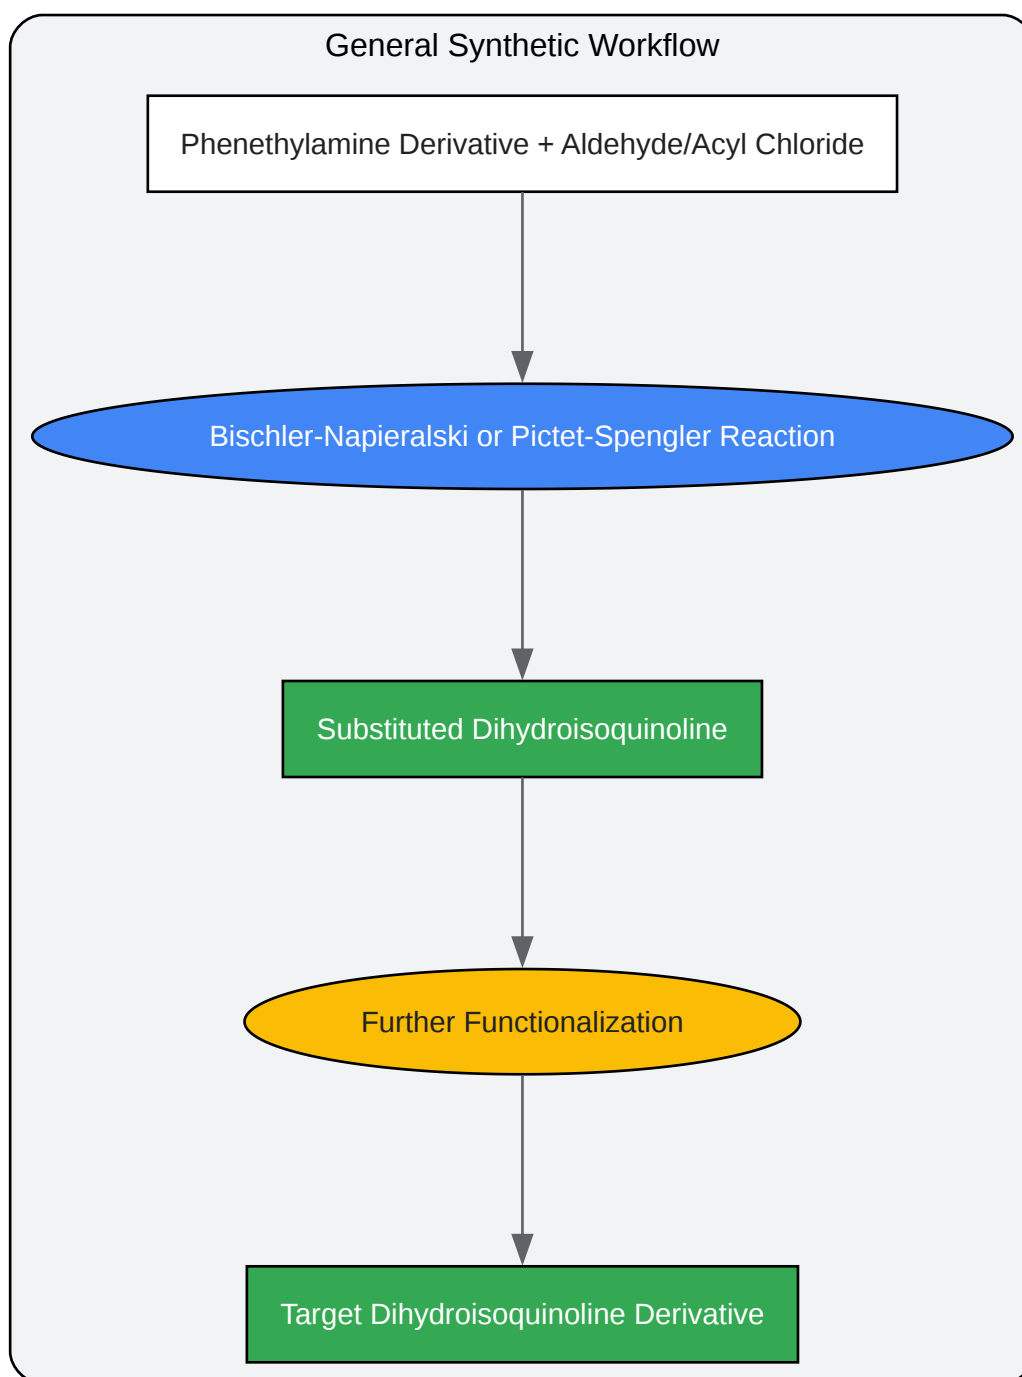 General Synthetic Workflow
Phenethylamine Derivative + Aldehyde/Acyl Chloride
Bischler-Napieralski or Pictet-Spengler Reaction
Substituted Dihydroisoquinoline
Further Functionalization
Target Dihydroisoquinoline Derivative